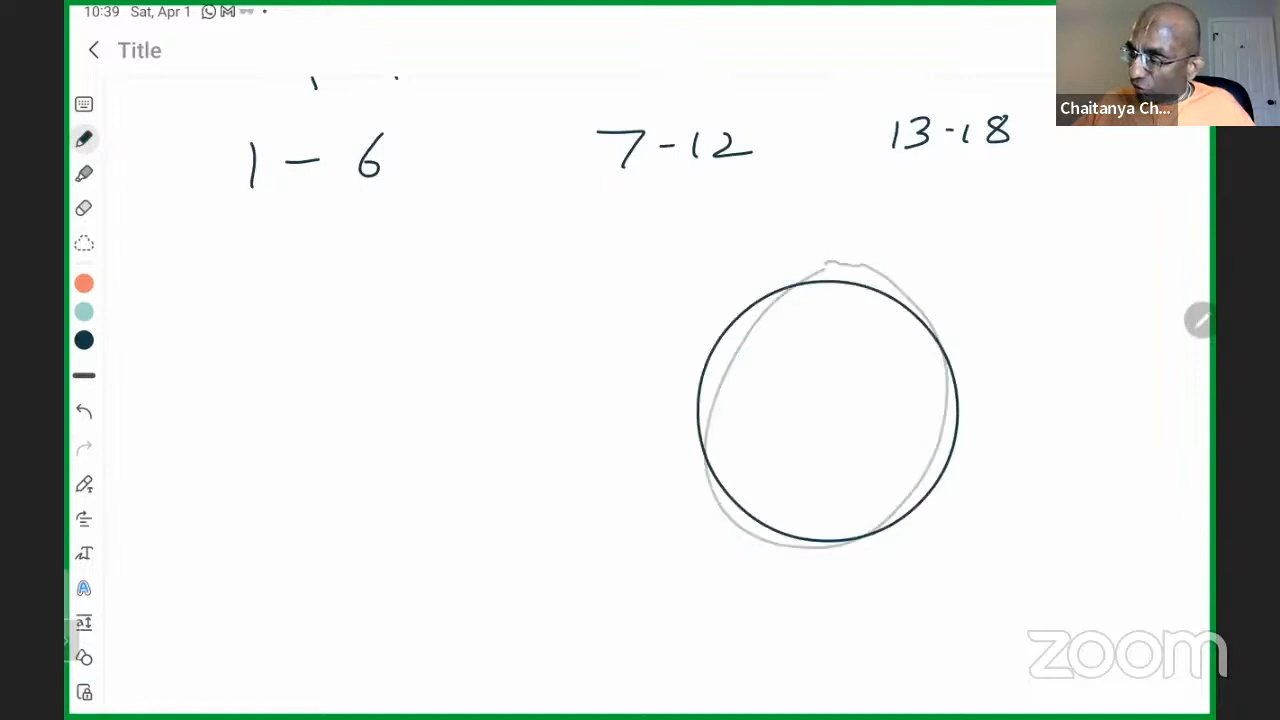 10:39 Sat, Apr 1
Title
Chaitanya Ch...
1 - 6 7-12 13-18
zoom